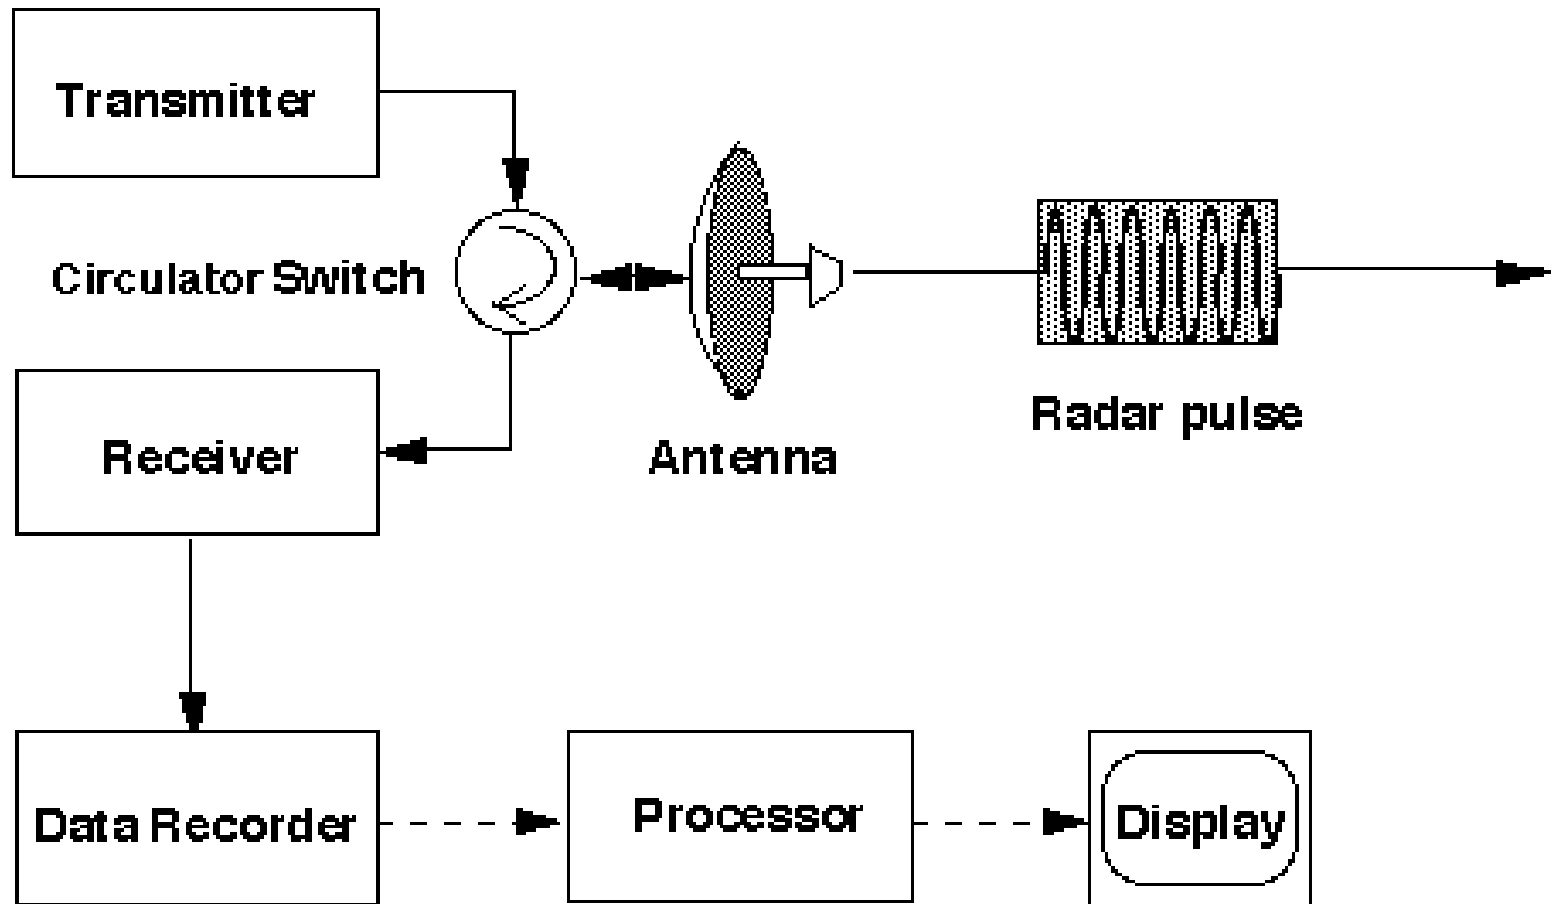 Transmitter
Circulator Switch
Radar pulse
Receiver
Antenna
Data Recorder
Processor
Display